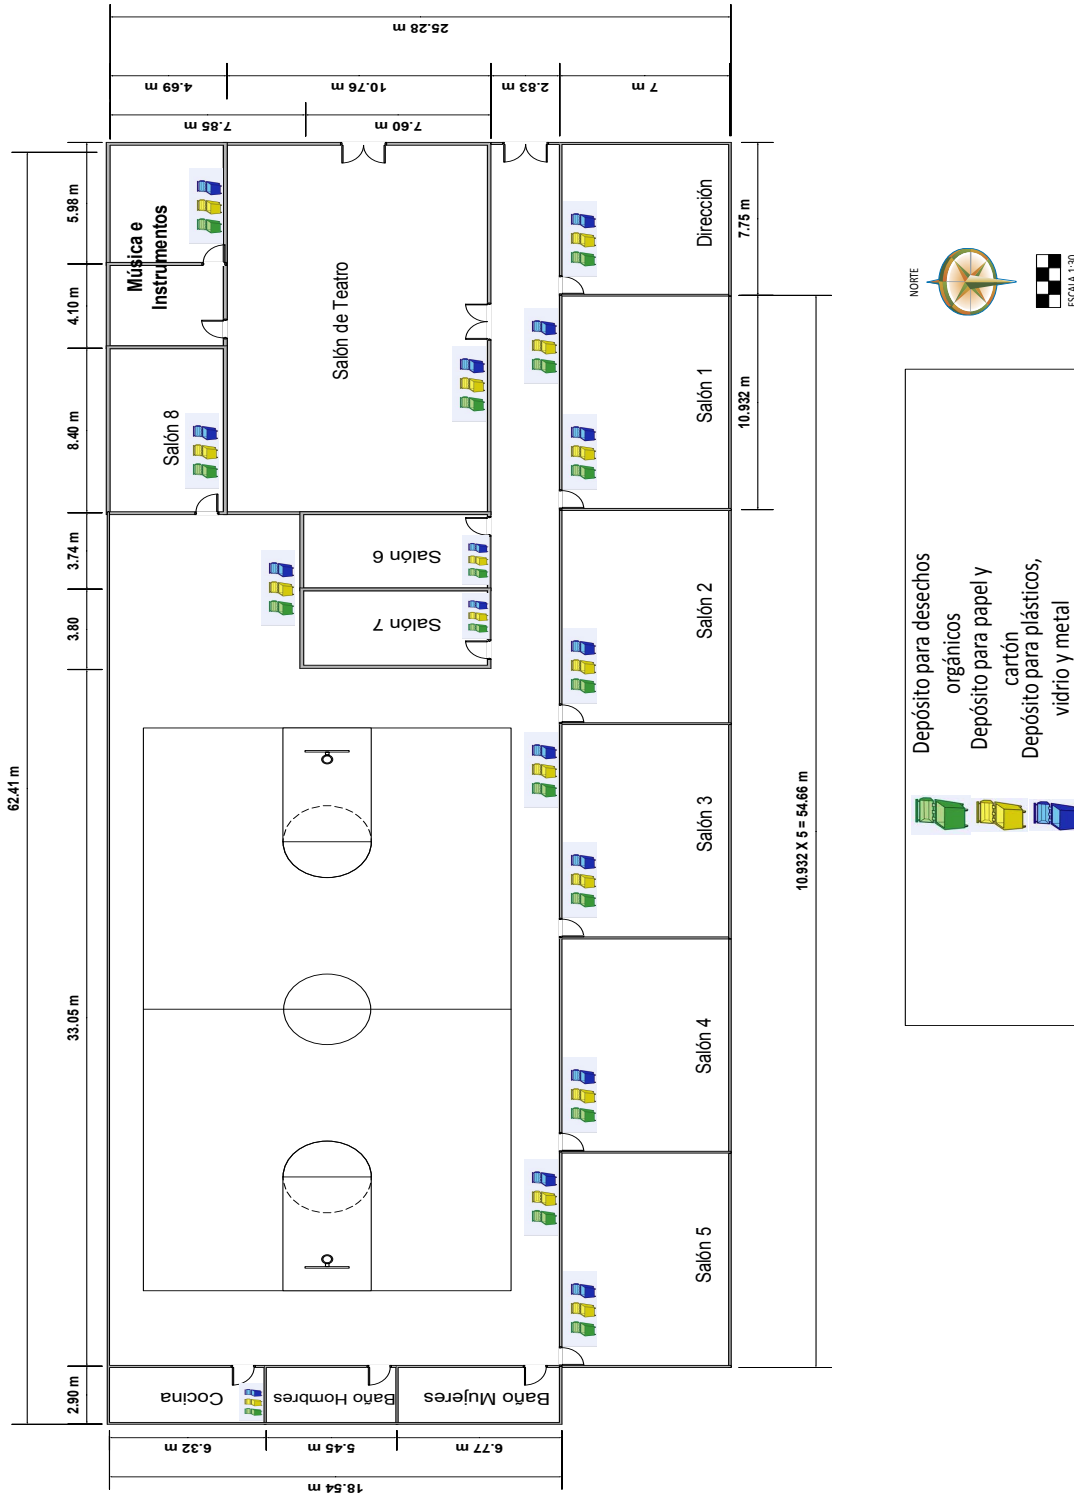 25.28 m
4.69 m
10.76 m
2.83 m
7 m
7.85 m
7.60 m
62.41 m
5.98 m
4.10 m
8.40 m
3.74 m
3.80
33.05 m
2.90 m
Música e
Instrumentos
Salón de Teatro
Salón 8
Salón 6
Salón 7
Dirección
Salón 1
Salón 2
Salón 3
Salón 4
Salón 5
7.75 m
10.932 m
10.932 X 5 = 54.66 m
Cocina
Baño Hombres
Baño Mujeres
6.32 m
5.45 m
6.77 m
18.54 m
NORTE
ESCALA 1:30
Depósito para desechos
orgánicos
Depósito para papel y
cartón
Depósito para plásticos,
vidrio y metal